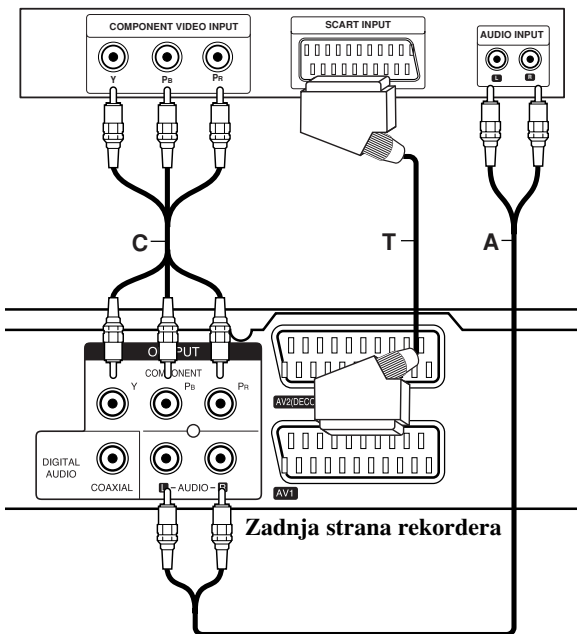 COMPONENT VIDEO INPUT
SCART INPUT
AUDIO INPUT
Y PB PR
L R
C
T
A
COMPONENT
Y PB PR
DIGITAL AUDIO
COAXIAL
AUDIO
AV1
Zadnja strana rekordera